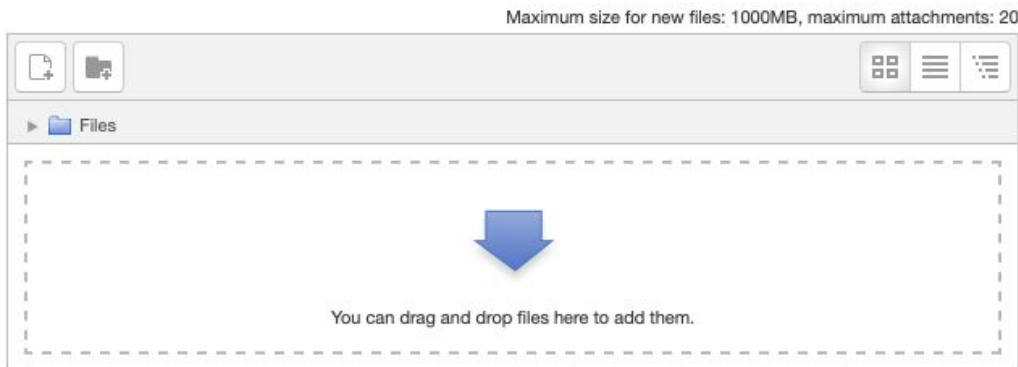 Maximum size for new files: 1000MB, maximum attachments: 20
Files
You can drag and drop files here to add them.